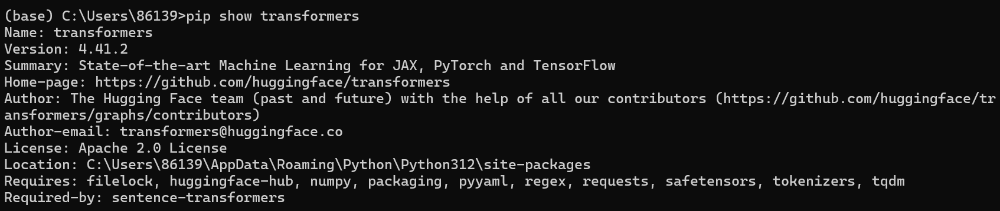 (base) C:\Users\86139>pip show transformers
Name: transformers
Version: 4.41.2
Summary: State-of-the-art Machine Learning for JAX, PyTorch and TensorFlow
Home-page: https://github.com/huggingface/transformers
Author: The Hugging Face team (past and future) with the help of all our contributors (https://github.com/huggingface/tr
ansformers/graphs/contributors)
Author-email: transformers@huggingface.co
License: Apache 2.0 License
Location: C:\Users\86139\AppData\Roaming\Python\Python312\site-packages
Requires: filelock, huggingface-hub, numpy, packaging, pyyaml, regex, requests, safetensors, tokenizers, tqdm
Required-by: sentence-transformers